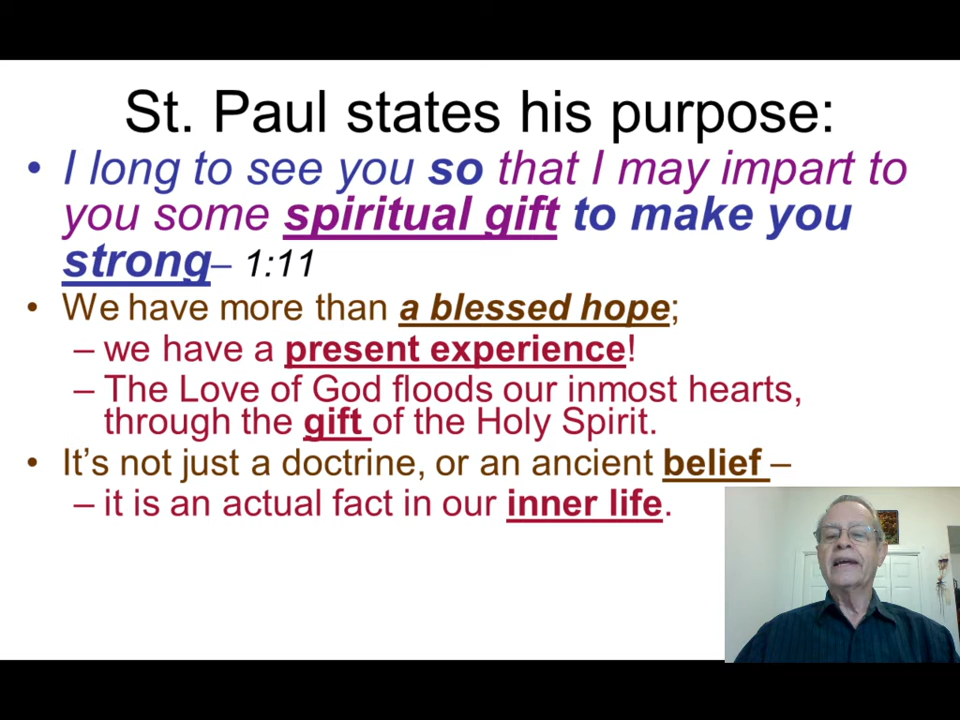 St. Paul states his purpose:
• I long to see you so that I may impart to
you some spiritual gift to make you
strong– 1:11
• We have more than a blessed hope;
– we have a present experience!
– The Love of God floods our inmost hearts,
through the gift of the Holy Spirit.
• It’s not just a doctrine, or an ancient belief –
– it is an actual fact in our inner life.